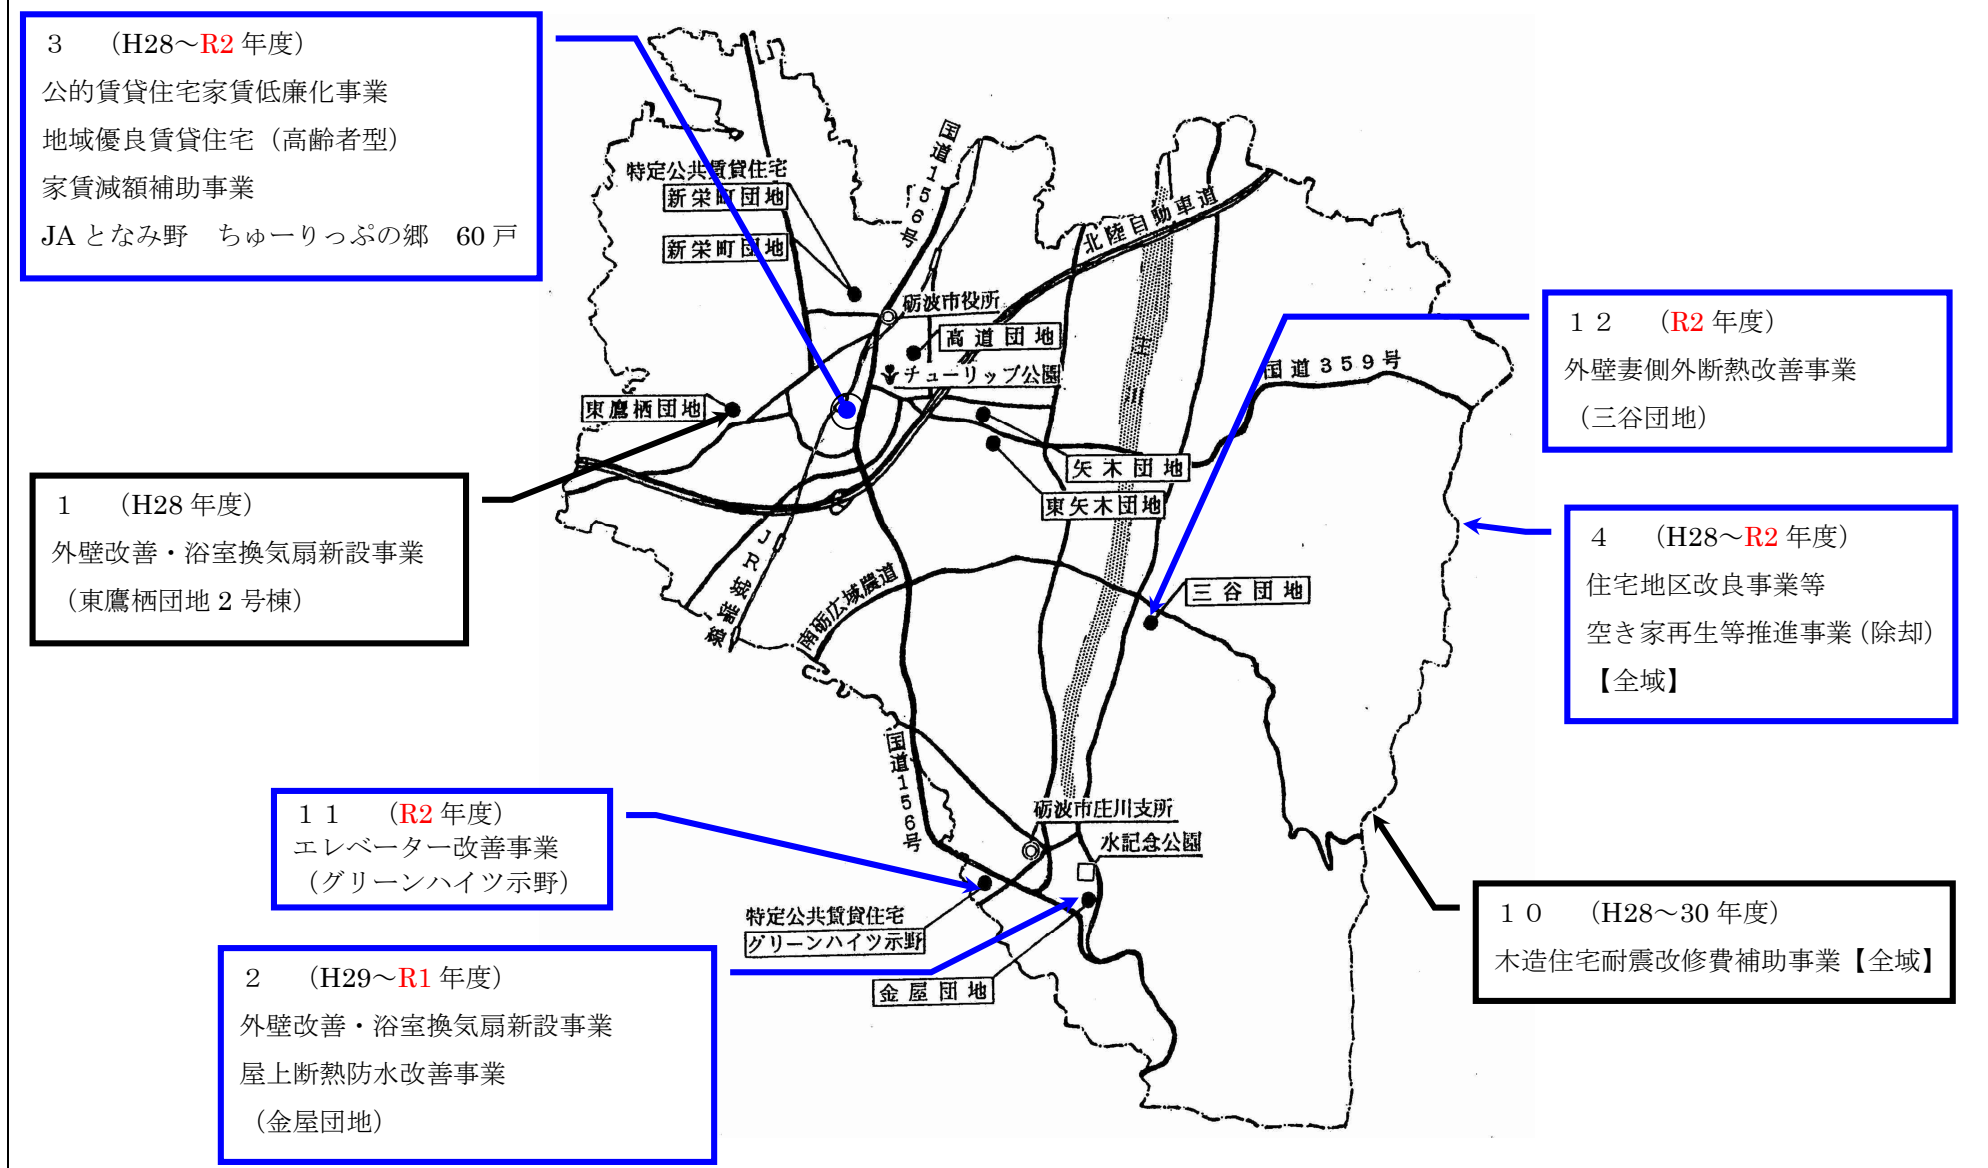 ３　（H28～R2 年度）
公的賃貸住宅家賃低廉化事業
地域優良賃貸住宅（高齢者型）
家賃減額補助事業
JA となみ野　ちゅーりっぷの郷　60 戸
１　（H28 年度）
外壁改善・浴室換気扇新設事業
（東鷹栖団地 2 号棟）
１１　（R2 年度）
エレベーター改善事業
（グリーンハイツ示野）
２　（H29～R1 年度）
外壁改善・浴室換気扇新設事業
屋上断熱防水改善事業
（金屋団地）
１２　（R2 年度）
外壁妻側外断熱改善事業
（三谷団地）
４　（H28～R2 年度）
住宅地区改良事業等
空き家再生等推進事業（除却）
【全域】
１０　（H28～30 年度）
木造住宅耐震改修費補助事業【全域】
特定公共賃貸住宅
新栄町団地
新栄町団地
国道156号
北陸自動車道
砺波市役所
高道団地
チューリップ公園
国道359号
東鷹栖団地
矢木団地
東矢木団地
JR城端線
南砺広域農道
三谷団地
国道156号
砺波市庄川支所
水記念公園
特定公共賃貸住宅
グリーンハイツ示野
金屋団地